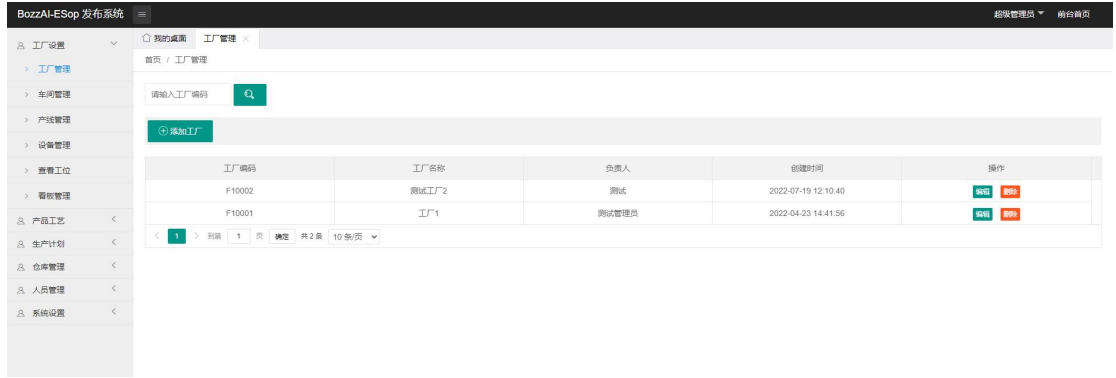 BozzAI-ESop 发布系统
超级管理员 前台首页
工厂设置
工厂管理
车间管理
产线管理
设备管理
查看工位
看板管理
产品工艺
生产计划
仓库管理
人员管理
系统设置
我的桌面 工厂管理
首页 / 工厂管理
请输入工厂编码
添加工厂
工厂编码 工厂名称 负责人 创建时间 操作
F10002 测试工厂2 测试 2022-07-19 12:10:40 编辑 删除
F10001 工厂1 测试管理员 2022-04-23 14:41:56 编辑 删除
1 到第 1 页 确定 共 2 条 10 条/页